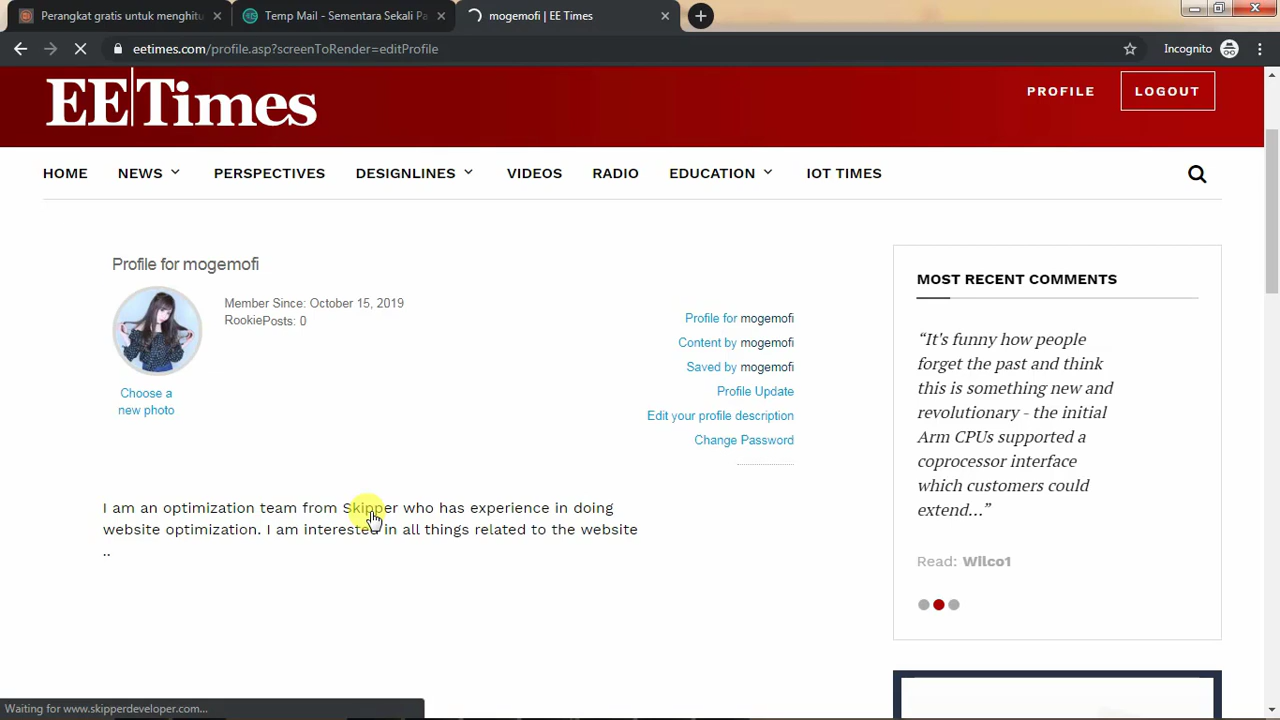 Perangkat gratis untuk menghitu
Temp Mail - Sementara Sekali Pa
mogemofi | EE Times
eetimes.com/profile.asp?screenToRender=editProfile
Incognito
EE Times
PROFILE
LOGOUT
HOME
NEWS
PERSPECTIVES
DESIGNLINES
VIDEOS
RADIO
EDUCATION
IOT TIMES
Profile for mogemofi
Member Since: October 15, 2019
RookiePosts: 0
Choose a
new photo
Profile for mogemofi
Content by mogemofi
Saved by mogemofi
Profile Update
Edit your profile description
Change Password
I am an optimization team from Skipper who has experience in doing
website optimization. I am interested in all things related to the website
..
MOST RECENT COMMENTS
“It's funny how people
forget the past and think
this is something new and
revolutionary - the initial
Arm CPUs supported a
coprocessor interface
which customers could
extend...”
Read: Wilco1
Waiting for www.skipperdeveloper.com...